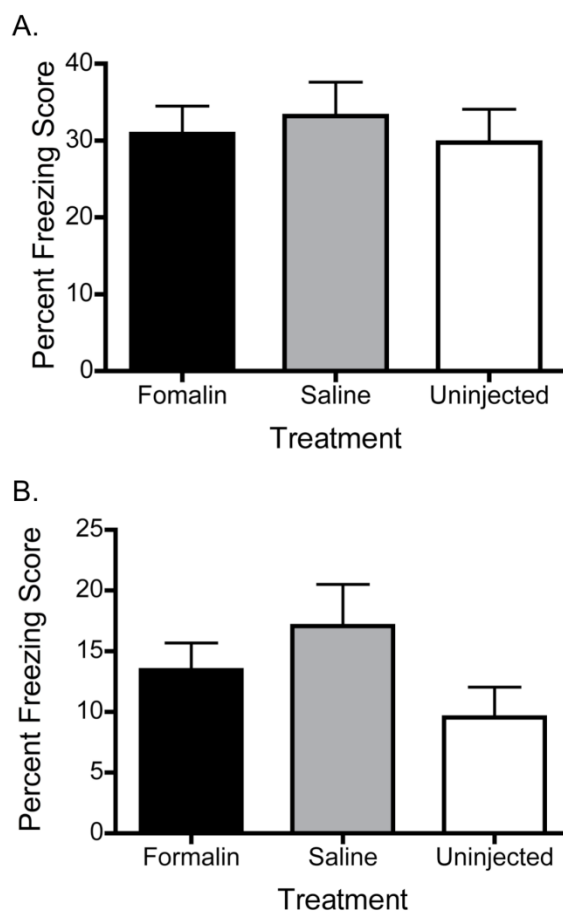 A.
Percent Freezing Score
40
30
20
10
0
Fomalin Saline Uninjected
Treatment
B.
Percent Freezing Score
25
20
15
10
5
0
Formalin Saline Uninjected
Treatment